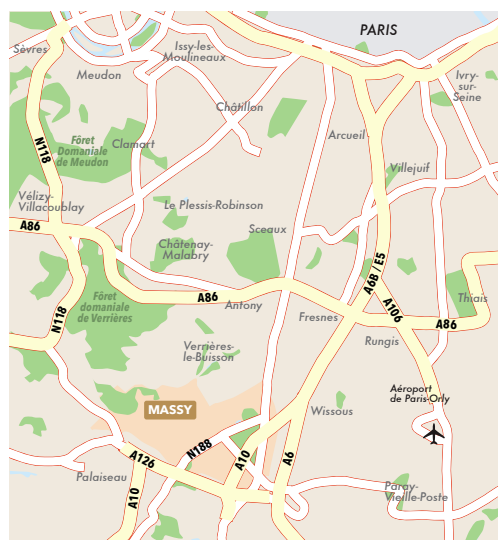 PARIS
Sèvres
Issy-les-
Moulineaux
Meudon
Ivry-
sur-
Seine
Châtillon
Arcueil
N118
Fôret
Domaniale
de Meudon
Clamart
Villejuif
Vélizy-
Villacoublay
Le Plessis-Robinson
A86
Sceaux
Châtenay-
Malabry
A6B / E5
Fôret
domaniale
de Verrières
A86
Antony
A106
Thiais
N118
Fresnes
A86
Rungis
Verrières-
le-Buisson
Aéroport
de Paris-Orly
MASSY
Wissous
N188
A126
A10
A6
Palaiseau
A10
Paray-
Vieille-Poste